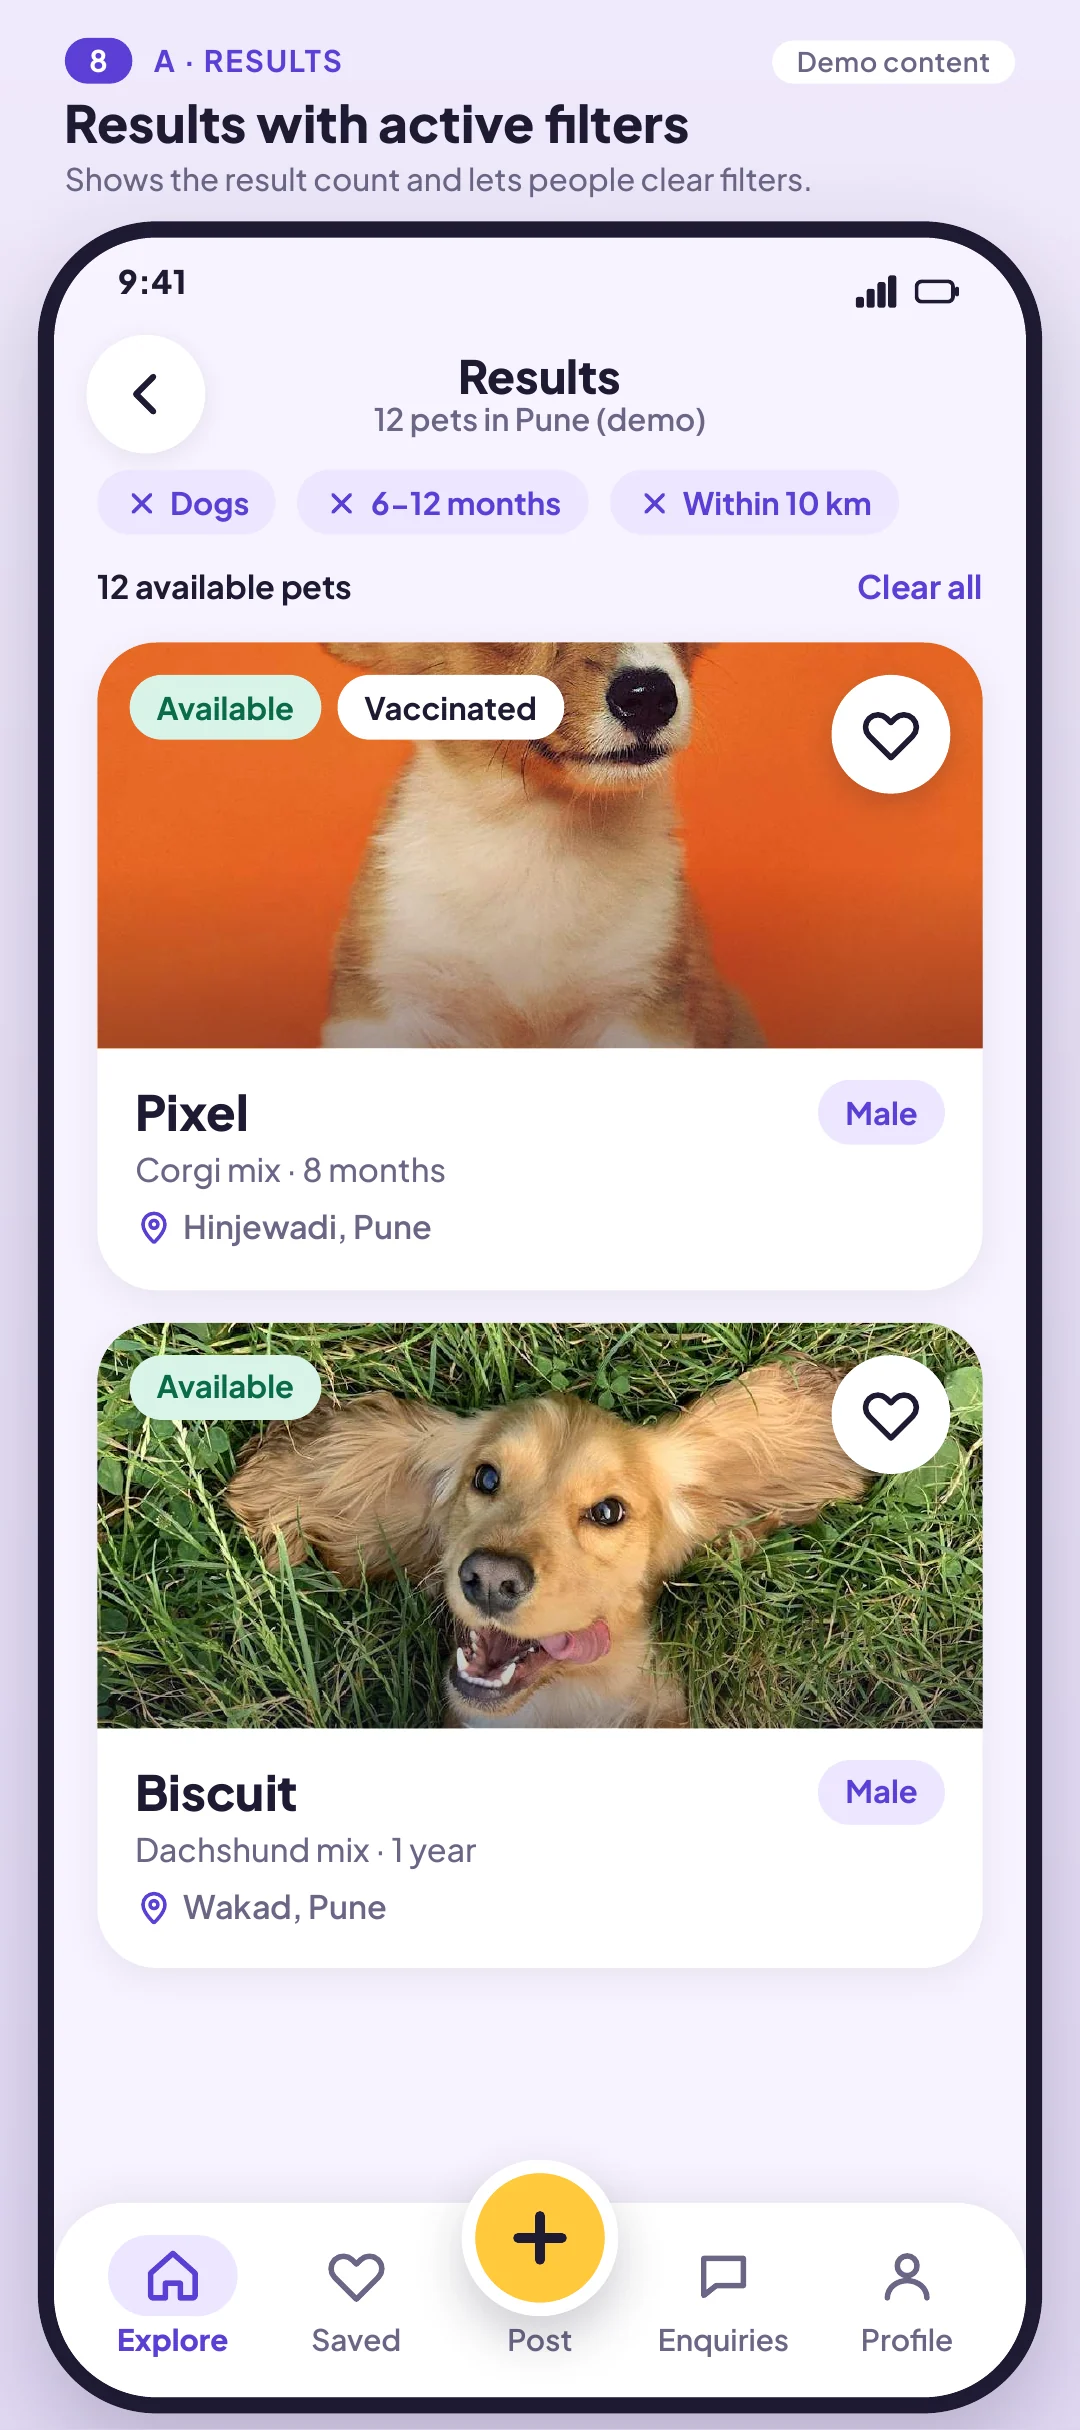 8 A · RESULTS
Demo content
Results with active filters
Shows the result count and lets people clear filters.
9:41
Results
12 pets in Pune (demo)
Dogs
6–12 months
Within 10 km
12 available pets
Clear all
Available
Vaccinated
Pixel
Male
Corgi mix · 8 months
Hinjewadi, Pune
Available
Biscuit
Male
Dachshund mix · 1 year
Wakad, Pune
Explore
Saved
Post
Enquiries
Profile